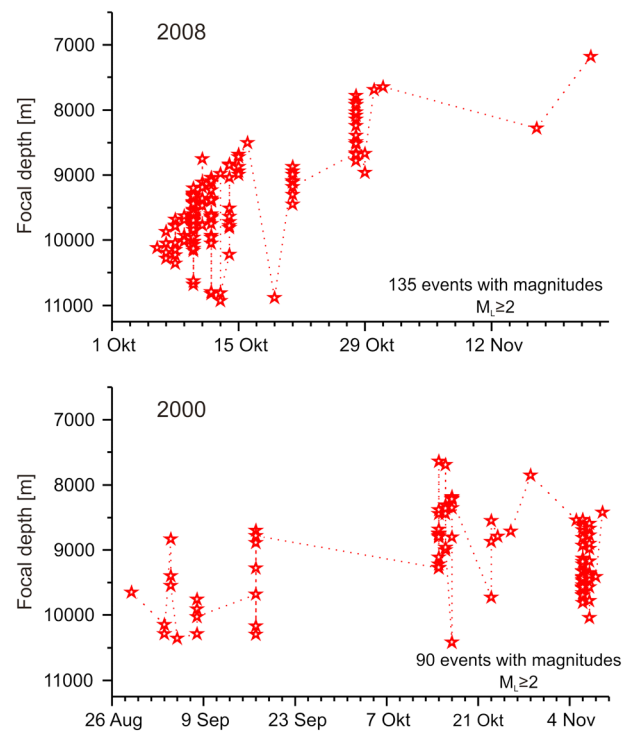 2008
Focal depth [m]
7000
8000
9000
10000
11000
135 events with magnitudes
ML≥2
1 Okt
15 Okt
29 Okt
12 Nov
2000
Focal depth [m]
7000
8000
9000
10000
11000
90 events with magnitudes
ML≥2
26 Aug
9 Sep
23 Sep
7 Okt
21 Okt
4 Nov